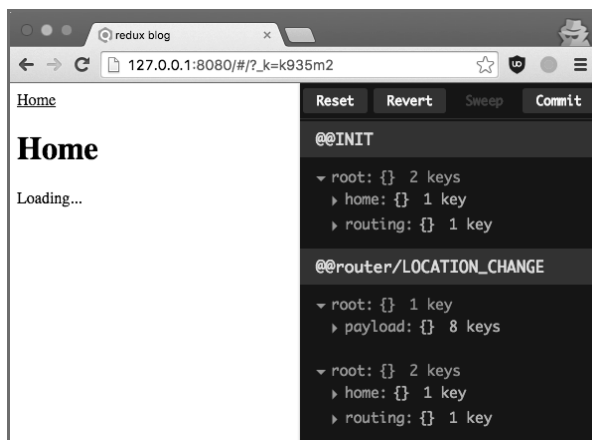 redux blog
127.0.0.1:8080/#/?_k=k935m2
Home
Home
Loading...
Reset Revert Sweep Commit
@@INIT
root: {} 2 keys
home: {} 1 key
routing: {} 1 key
@@router/LOCATION_CHANGE
root: {} 1 key
payload: {} 8 keys
root: {} 2 keys
home: {} 1 key
routing: {} 1 key